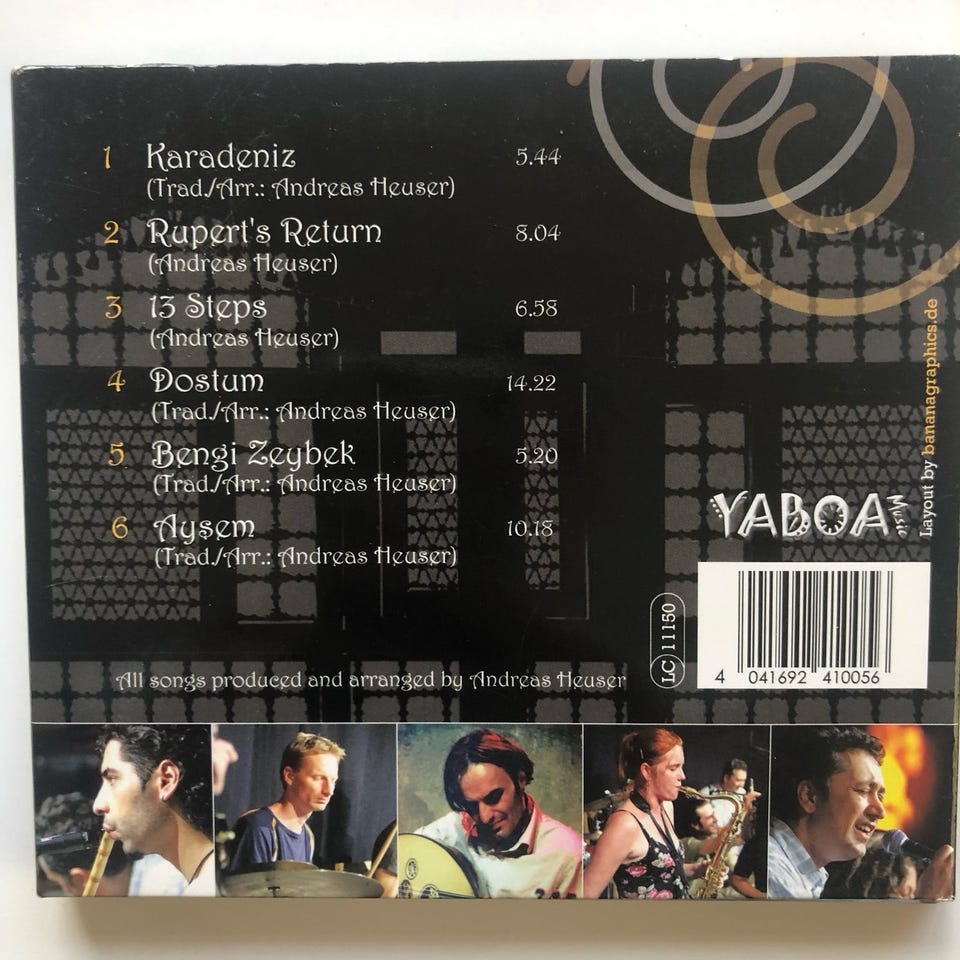 1 Karadeniz 5.44
(Trad./Arr.: Andreas Heuser)
2 Rupert's Return 8.04
(Andreas Heuser)
3 13 Steps 6.58
(Andreas Heuser)
4 Dostum 14.22
(Trad./Arr.: Andreas Heuser)
5 Bengi Zeybek 5.20
(Trad./Arr.: Andreas Heuser)
6 Aysem 10.18
(Trad./Arr.: Andreas Heuser)
All songs produced and arranged by Andreas Heuser
YABOA Music
Layout by bananagraphics.de
LC 11150
4 041692 410056